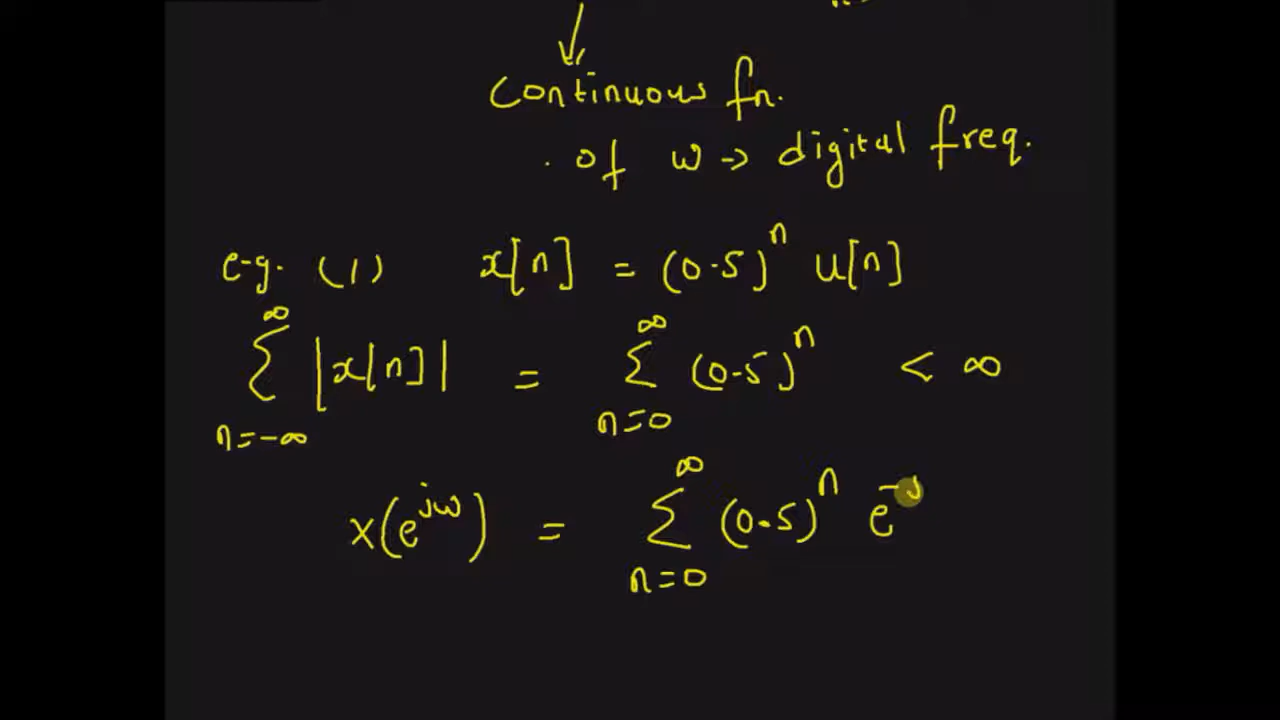 continuous fn.
of ω → digital freq.
e.g. (1) x[n] = (0.5)^n u[n]
∞ ∑ n=-∞ |x[n]| = ∞ ∑ n=0 (0.5)^n < ∞
X(e^jω) = ∞ ∑ n=0 (0.5)^n e^-j